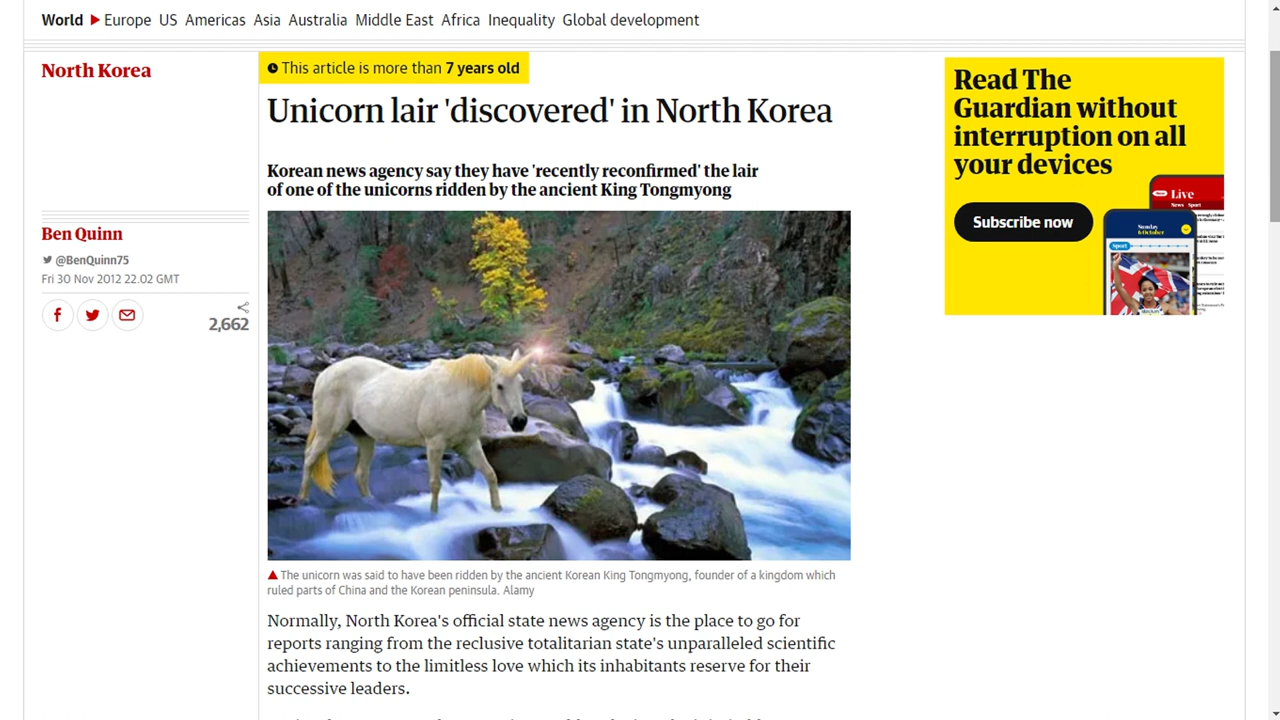 World Europe US Americas Asia Australia Middle East Africa Inequality Global development
North Korea
This article is more than 7 years old
Unicorn lair 'discovered' in North Korea
Korean news agency say they have 'recently reconfirmed' the lair
of one of the unicorns ridden by the ancient King Tongmyong
Ben Quinn
@BenQuinn75
Fri 30 Nov 2012 22.02 GMT
2,662
The unicorn was said to have been ridden by the ancient Korean King Tongmyong, founder of a kingdom which
ruled parts of China and the Korean peninsula. Alamy
Normally, North Korea's official state news agency is the place to go for
reports ranging from the reclusive totalitarian state's unparalleled scientific
achievements to the limitless love which its inhabitants reserve for their
successive leaders.
Read The
Guardian without
interruption on all
your devices
Subscribe now
Live
News Sport
Sunday
6 October
Sport